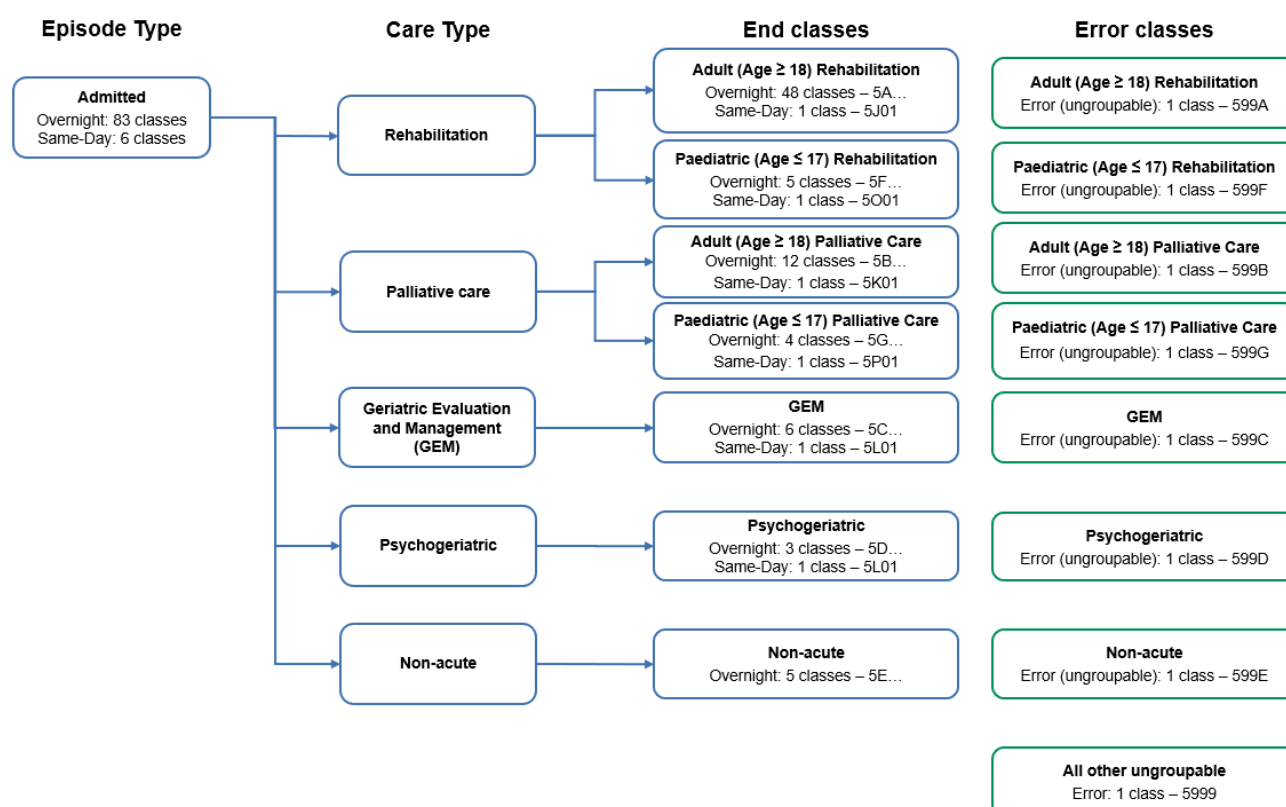 Episode Type
Care Type
End classes
Error classes
Admitted
Overnight: 83 classes
Same-Day: 6 classes
Rehabilitation
Adult (Age ≥ 18) Rehabilitation
Overnight: 48 classes – 5A…
Same-Day: 1 class – 5J01
Adult (Age ≥ 18) Rehabilitation
Error (ungroupable): 1 class – 599A
Paediatric (Age ≤ 17) Rehabilitation
Overnight: 5 classes – 5F…
Same-Day: 1 class – 5O01
Paediatric (Age ≤ 17) Rehabilitation
Error (ungroupable): 1 class – 599F
Palliative care
Adult (Age ≥ 18) Palliative Care
Overnight: 12 classes – 5B…
Same-Day: 1 class – 5K01
Adult (Age ≥ 18) Palliative Care
Error (ungroupable): 1 class – 599B
Paediatric (Age ≤ 17) Palliative Care
Overnight: 4 classes – 5G…
Same-Day: 1 class – 5P01
Paediatric (Age ≤ 17) Palliative Care
Error (ungroupable): 1 class – 599G
Geriatric Evaluation
and Management
(GEM)
GEM
Overnight: 6 classes – 5C…
Same-Day: 1 class – 5L01
GEM
Error (ungroupable): 1 class – 599C
Psychogeriatric
Psychogeriatric
Overnight: 3 classes – 5D…
Same-Day: 1 class – 5L01
Psychogeriatric
Error (ungroupable): 1 class – 599D
Non-acute
Non-acute
Overnight: 5 classes – 5E…
Non-acute
Error (ungroupable): 1 class – 599E
All other ungroupable
Error: 1 class – 5999